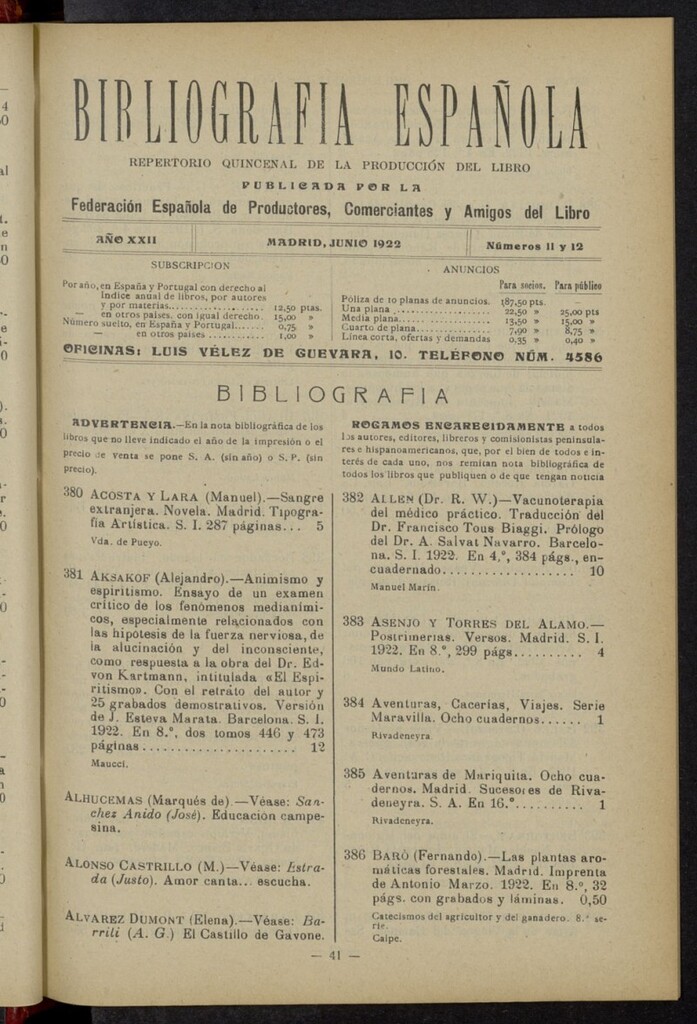 BIBLIOGRAFIA ESPAÑOLA
REPERTORIO QUINCENAL DE LA PRODUCCIÓN DEL LIBRO
PUBLICADA POR LA
Federación Española de Productores, Comerciantes y Amigos del Libro
AÑO XXII
MADRID, JUNIO 1922
Números 11 y 12
SUBSCRIPCION
Por año, en España y Portugal con derecho al
índice anual de libros, por autores
y por materias.................... 12,50 ptas.
— en otros países, con igual derecho. 15,00 »
Número suelto, en España y Portugal...... 0,75 »
— en otros países ............... 1,00 »
ANUNCIOS
Para socios. Para público
Póliza de 10 planas de anuncios. 187,50 pts. —
Una plana .................... 22,50 » 25,00 pts
Media plana.................... 13,50 » 15,00 »
Cuarto de plana................ 7,90 » 8,75 »
Línea corta, ofertas y demandas 0,35 » 0,40 »
OFICINAS: LUIS VÉLEZ DE GUEVARA, 10. TELÉFONO NÚM. 4586
BIBLIOGRAFIA
ADVERTENCIA.—En la nota bibliográfica de los
libros que no lleve indicado el año de la impresión o el
precio de venta se pone S. A. (sin año) o S. P. (sin
precio).
380 ACOSTA Y LARA (Manuel).—Sangre
extranjera. Novela. Madrid. Tipogra-
fía Artística. S. I. 287 páginas... 5
Vda. de Pueyo.
381 AKSAKOF (Alejandro).—Animismo y
espiritismo. Ensayo de un examen
crítico de los fenómenos medianími-
cos, especialmente relacionados con
las hipótesis de la fuerza nerviosa, de
la alucinación y del inconsciente,
como respuesta a la obra del Dr. Ed-
von Kartmann, intitulada «El Espi-
ritismo». Con el retrato del autor y
25 grabados demostrativos. Versión
de J. Esteva Marata. Barcelona. S. I.
1922. En 8.º, dos tomos 446 y 473
páginas...................... 12
Maucci.
ALHUCEMAS (Marqués de).—Véase: San-
chez Anido (José). Educación campe-
sina.
ALONSO CASTRILLO (M.)—Véase: Estra-
da (Justo). Amor canta... escucha.
ALVAREZ DUMONT (Elena).—Véase: Ba-
rrili (A. G.) El Castillo de Gavone.
ROGAMOS ENCARECIDAMENTE a todos
los autores, editores, libreros y comisionistas peninsula-
res e hispanoamericanos, que, por el bien de todos e in-
terés de cada uno, nos remitan nota bibliográfica de
todos los libros que publiquen o de que tengan noticia
382 ALLEN (Dr. R. W.)—Vacunoterapia
del médico práctico. Traducción del
Dr. Francisco Tous Biaggi. Prólogo
del Dr. A. Salvat Navarro. Barcelo-
na. S. I. 1922. En 4.º, 384 págs., en-
cuadernado................... 10
Manuel Marín.
383 ASENJO Y TORRES DEL ALAMO.—
Postrimerías. Versos. Madrid. S. I.
1922. En 8.º, 299 págs.......... 4
Mundo Latino.
384 Aventuras, Cacerías, Viajes. Serie
Maravilla. Ocho cuadernos...... 1
Rivadeneyra.
385 Aventuras de Mariquita. Ocho cua-
dernos. Madrid. Sucesores de Riva-
deneyra. S. A. En 16.º.......... 1
Rivadeneyra.
386 BARÓ (Fernando).—Las plantas aro-
máticas forestales. Madrid. Imprenta
de Antonio Marzo. 1922. En 8.º, 32
págs. con grabados y láminas. 0,50
Catecismos del agricultor y del ganadero. 8.ª se-
rie.
Calpe.
— 41 —